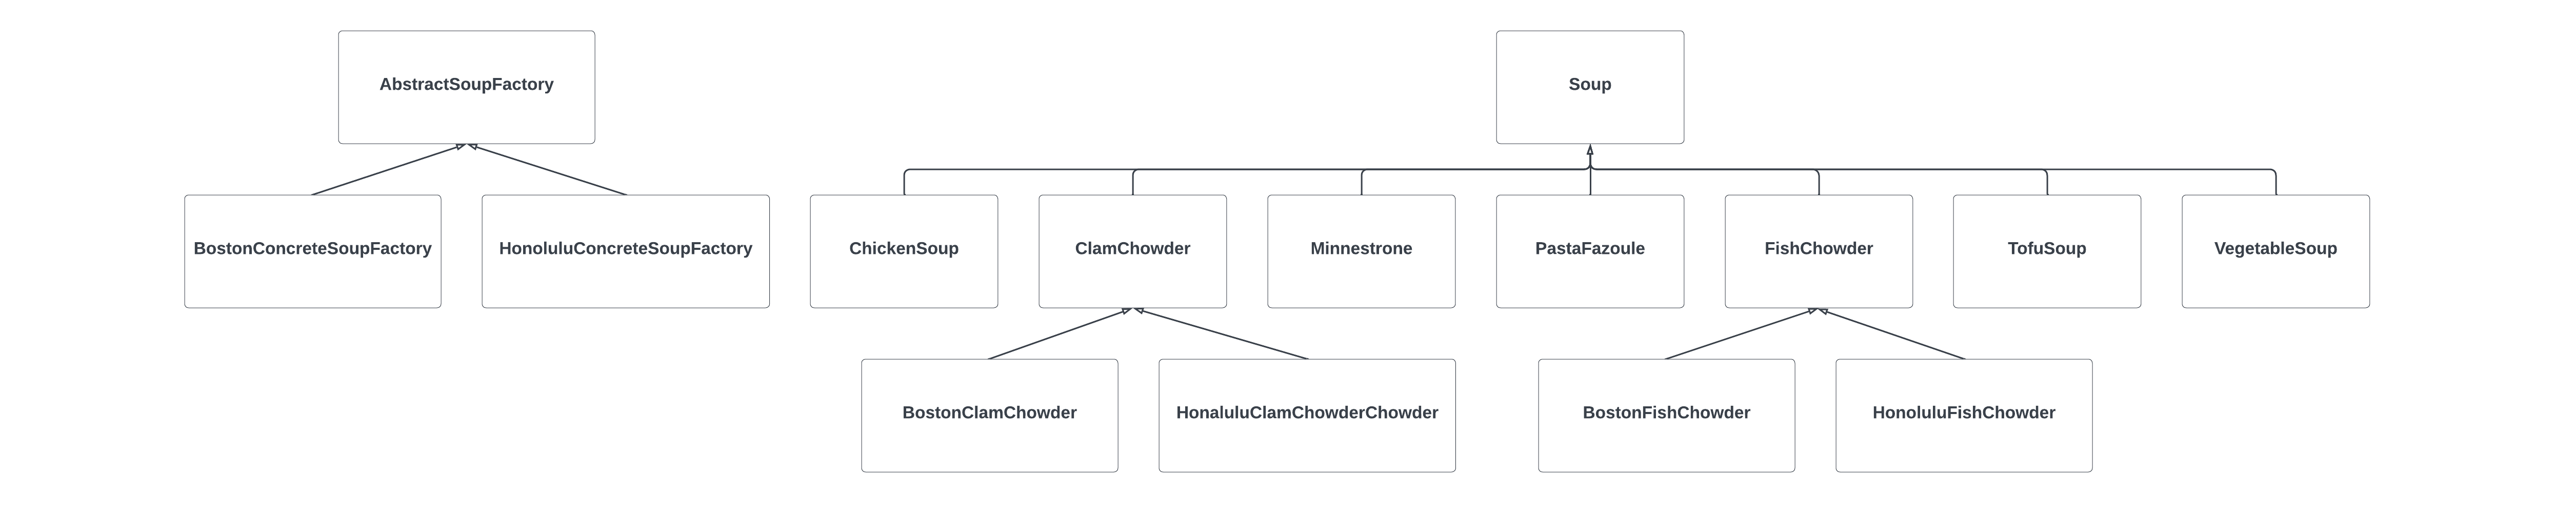 AbstractSoupFactory
Soup
BostonConcreteSoupFactory
HonoluluConcreteSoupFactory
ChickenSoup
ClamChowder
Minnestrone
PastaFazoule
FishChowder
TofuSoup
VegetableSoup
BostonClamChowder
HonaluluClamChowderChowder
BostonFishChowder
HonoluluFishChowder